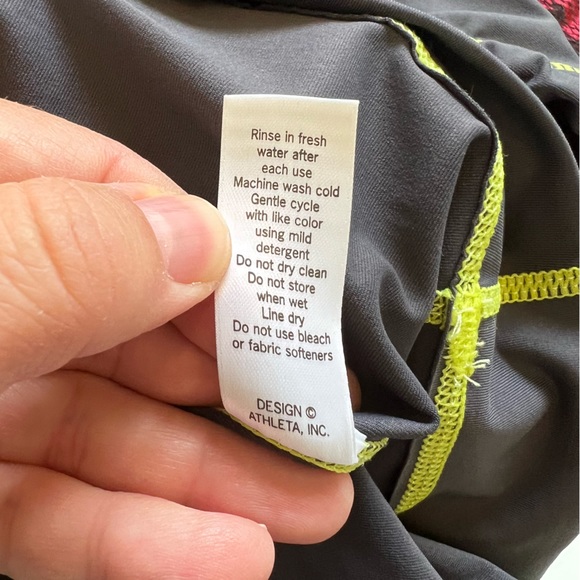 Rinse in fresh
water after
each use
Machine wash cold
Gentle cycle
with like color
using mild
detergent
Do not dry clean
Do not store
when wet
Line dry
Do not use bleach
or fabric softeners
DESIGN ©
ATHLETA, INC.